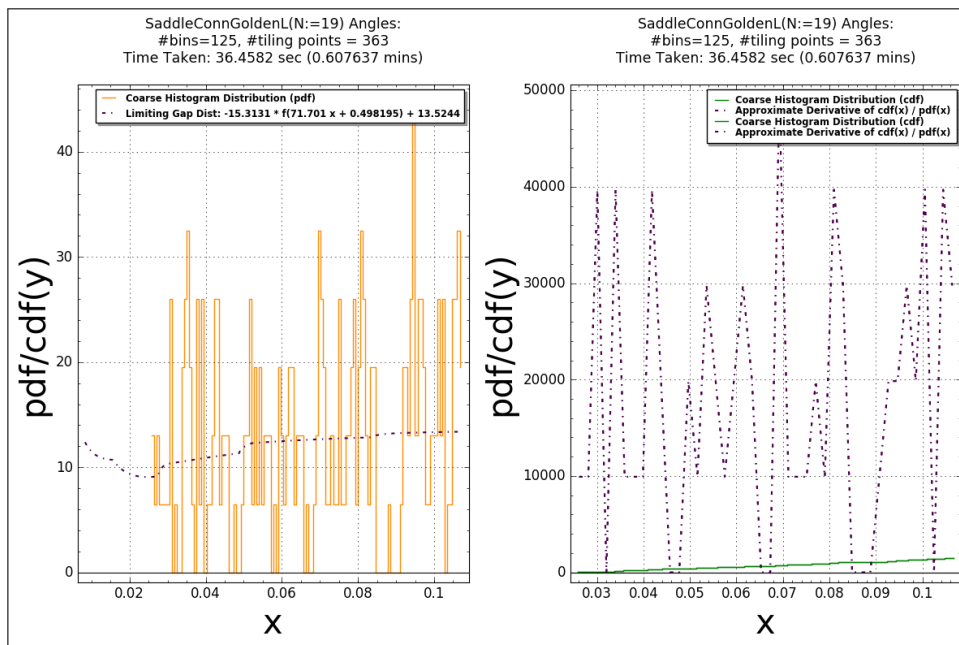 SaddleConnGoldenL(N:=19) Angles:
#bins=125, #tiling points = 363
Time Taken: 36.4582 sec (0.607637 mins)
Coarse Histogram Distribution (pdf)
Limiting Gap Dist: -15.3131 * f(71.701 x + 0.498195) + 13.5244
pdf/cdf(y)
40
30
20
10
0
0.02
0.04
0.06
0.08
0.1
x
SaddleConnGoldenL(N:=19) Angles:
#bins=125, #tiling points = 363
Time Taken: 36.4582 sec (0.607637 mins)
Coarse Histogram Distribution (cdf)
Approximate Derivative of cdf(x) / pdf(x)
Coarse Histogram Distribution (cdf)
Approximate Derivative of cdf(x) / pdf(x)
pdf/cdf(y)
50000
40000
30000
20000
10000
0
0.03
0.04
0.05
0.06
0.07
0.08
0.09
0.1
x